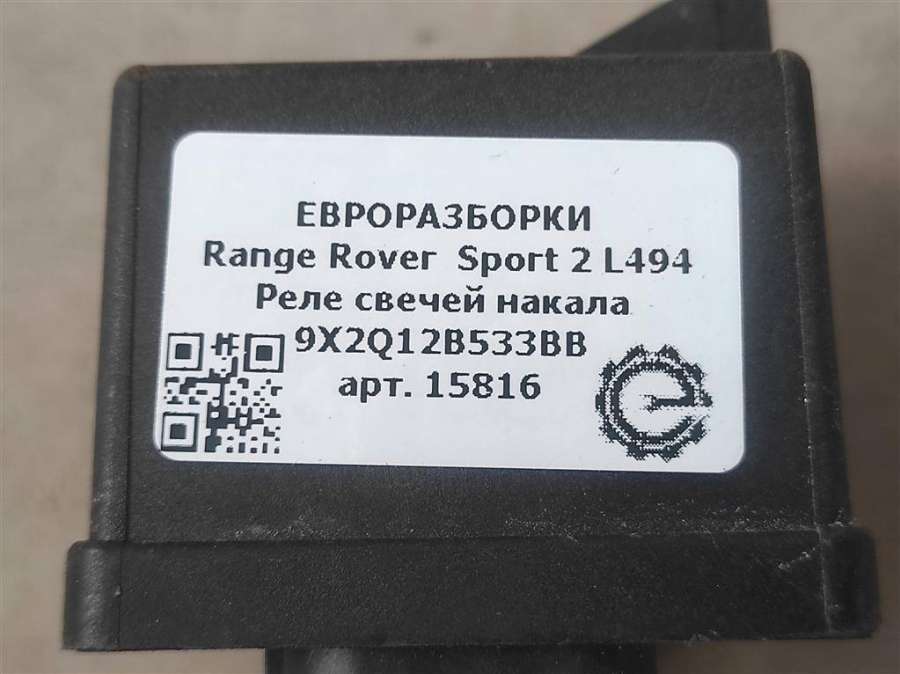 ЕВРОРАЗБОРКИ
Range Rover Sport 2 L494
Реле свечей накала
9X2Q12B533BB
арт. 15816